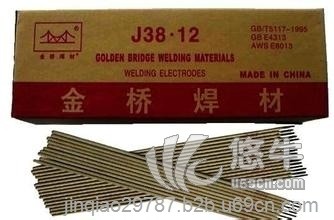 J38·12
GB/T5117-1995
GB E4313
AWS E6013
GOLDEN BRIDGE WELDING MATERIALS
WELDING ELECTRODES
MADE IN CHINA
金桥焊材
悠牛
ueacn.com
jinqiao29787.b2b.u69cn.com